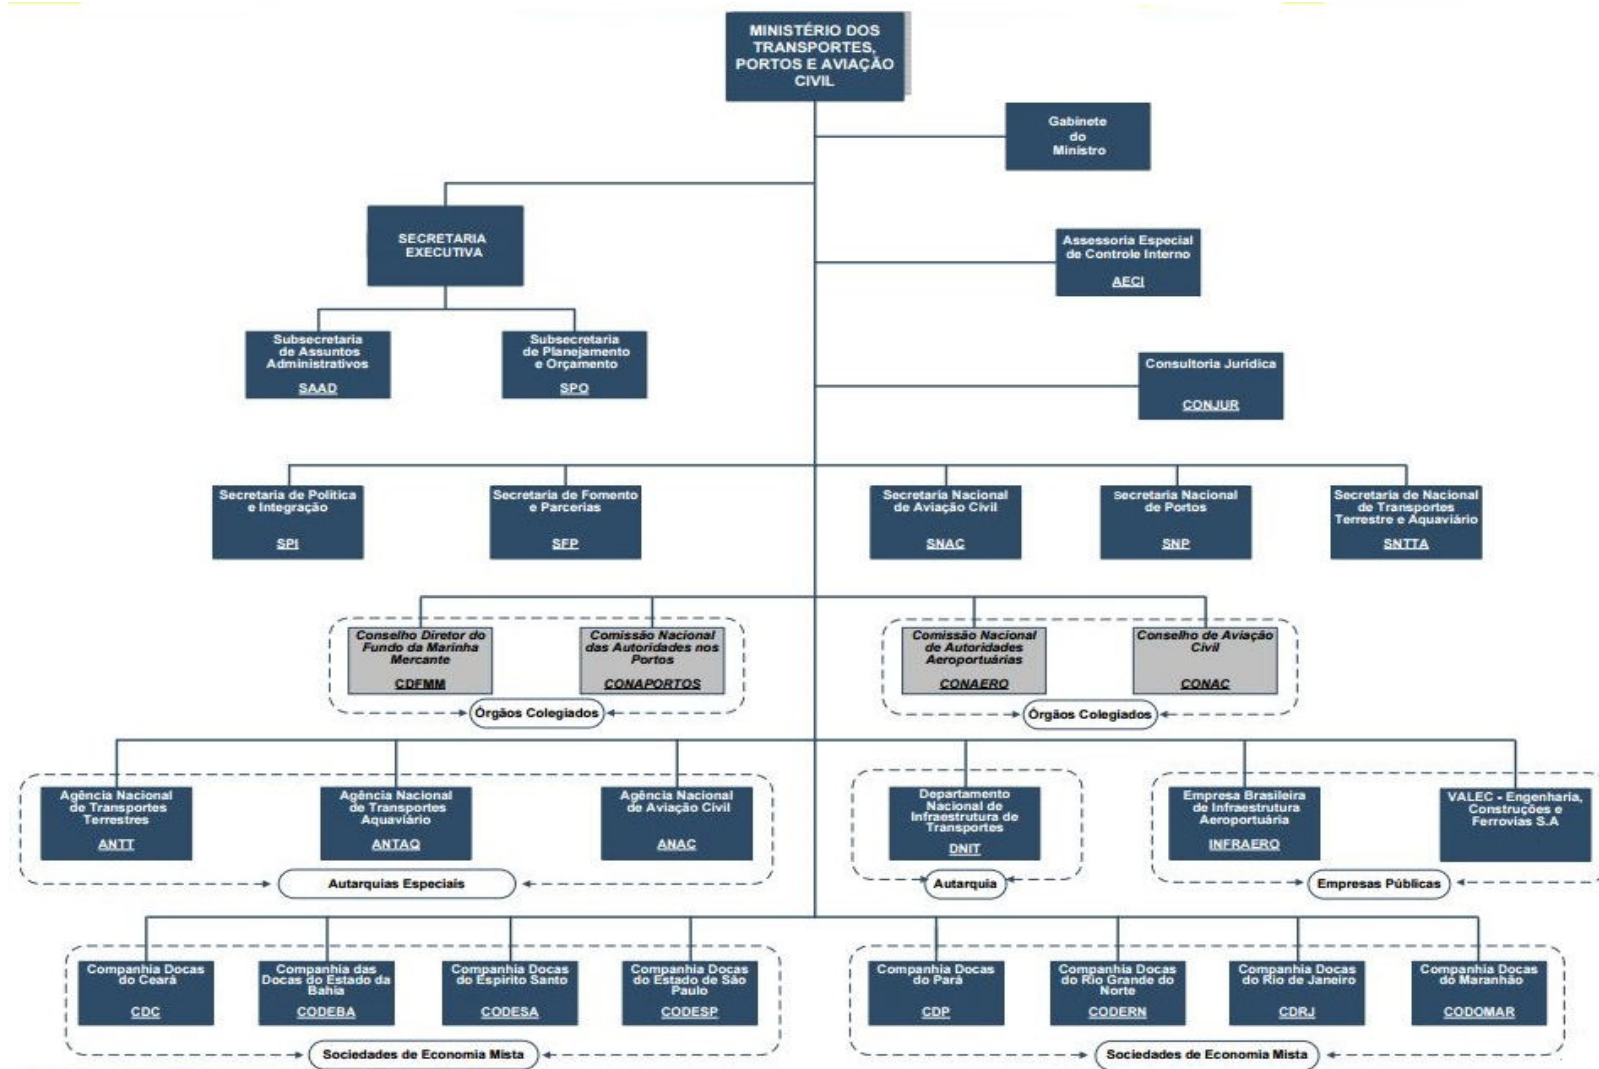 MINISTÉRIO DOS
TRANSPORTES,
PORTOS E AVIAÇÃO
CIVIL
Gabinete
do
Ministro
SECRETARIA
EXECUTIVA
Assessoria Especial
de Controle Interno
AECI
Subsecretaria
de Assuntos
Administrativos
SAAD
Subsecretaria
de Planejamento
e Orçamento
SPO
Consultoria Jurídica
CONJUR
Secretaria de Política
e Integração
SPI
Secretaria de Fomento
e Parcerias
SFP
Secretaria Nacional
de Aviação Civil
SNAC
Secretaria Nacional
de Portos
SNP
Secretaria de Nacional
de Transportes
Terrestre e Aquaviário
SNTTA
Conselho Diretor do
Fundo da Marinha
Mercante
CDFMM
Comissão Nacional
das Autoridades nos
Portos
CONAPORTOS
Comissão Nacional
de Autoridades
Aeroportuárias
CONAERO
Conselho de Aviação
Civil
CONAC
Órgãos Colegiados
Órgãos Colegiados
Agência Nacional
de Transportes
Terrestres
ANTT
Agência Nacional
de Transportes
Aquaviário
ANTAQ
Agência Nacional
de Aviação Civil
ANAC
Departamento
Nacional de
Infraestrutura de
Transportes
DNIT
Empresa Brasileira
de Infraestrutura
Aeroportuária
INFRAERO
VALEC - Engenharia,
Construções e
Ferrovias S.A
Autarquias Especiais
Autarquia
Empresas Públicas
Companhia Docas
do Ceará
CDC
Companhia das
Docas do Estado da
Bahia
CODEBA
Companhia Docas
do Espírito Santo
CODESA
Companhia Docas
do Estado de São
Paulo
CODESP
Companhia Docas
do Pará
CDP
Companhia Docas
do Rio Grande do
Norte
CODERN
Companhia Docas
do Rio de Janeiro
CDRJ
Companhia Docas
do Maranhão
CODOMAR
Sociedades de Economia Mista
Sociedades de Economia Mista